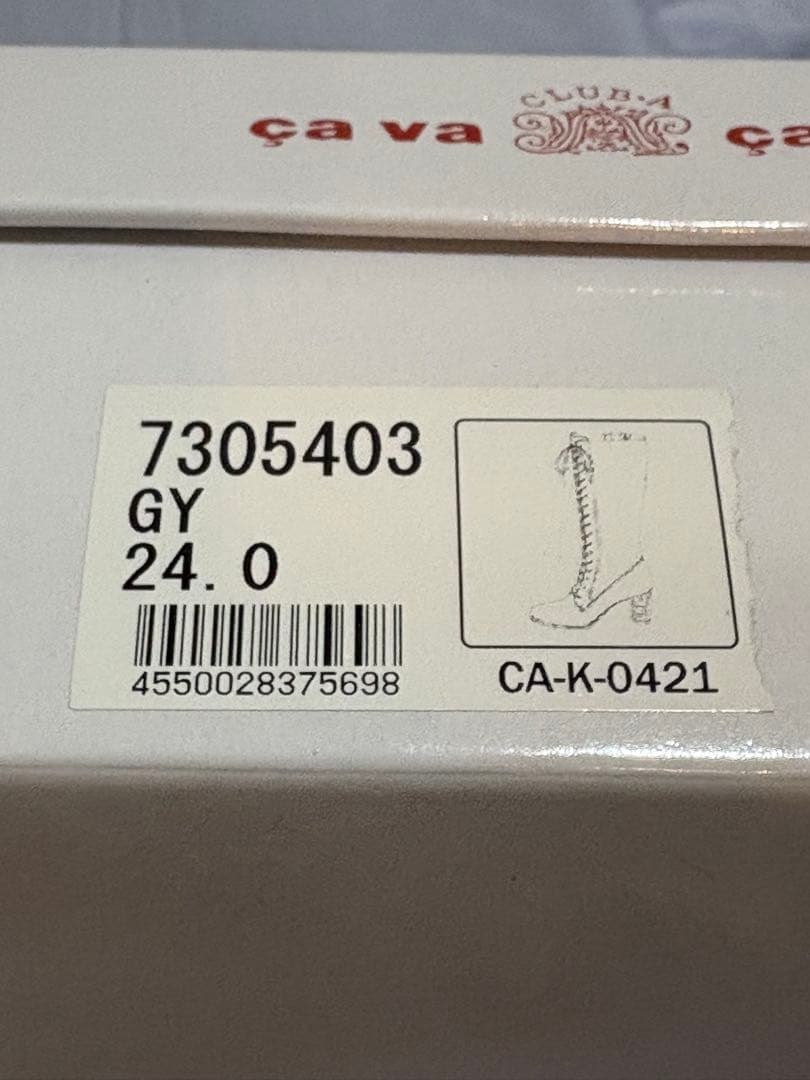 ça va CLUB·A ça
7305403
GY
24.0
4550028375698
CA-K-0421